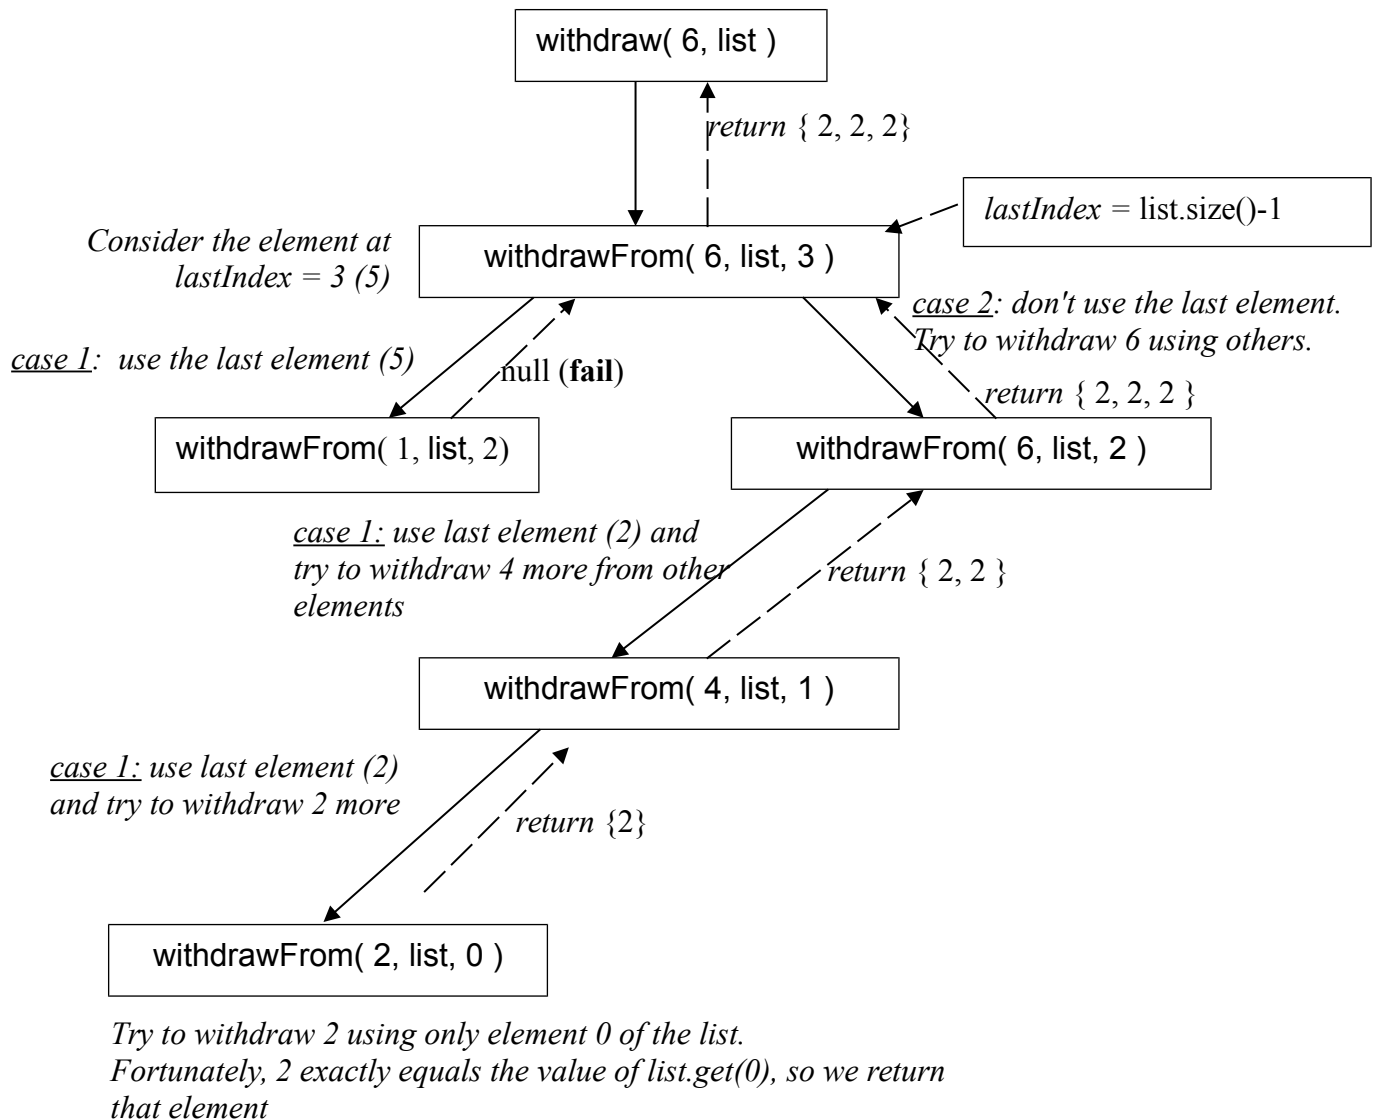 withdraw( 6, list )
return { 2, 2, 2}
lastIndex = list.size()-1
Consider the element at
lastIndex = 3 (5)
withdrawFrom( 6, list, 3 )
case 2: don't use the last element.
Try to withdraw 6 using others.
case 1:  use the last element (5)
null (fail)
return { 2, 2, 2 }
withdrawFrom( 1, list, 2)
withdrawFrom( 6, list, 2 )
case 1: use last element (2) and
try to withdraw 4 more from other
elements
return { 2, 2 }
withdrawFrom( 4, list, 1 )
case 1: use last element (2)
and try to withdraw 2 more
return {2}
withdrawFrom( 2, list, 0 )
Try to withdraw 2 using only element 0 of the list.
Fortunately, 2 exactly equals the value of list.get(0), so we return
that element